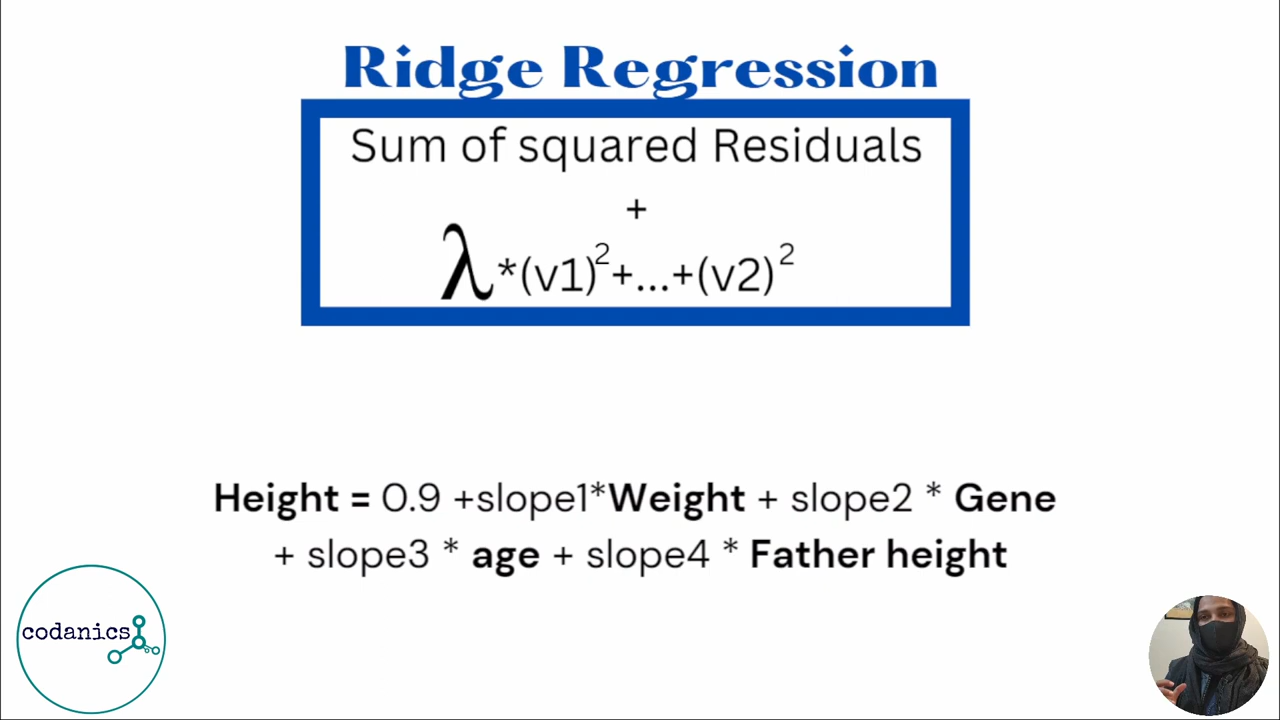 Ridge Regression
Sum of squared Residuals
+
λ*(v1)²+...+(v2)²
Height = 0.9 +slope1*Weight + slope2 * Gene
+ slope3 * age + slope4 * Father height
codanics